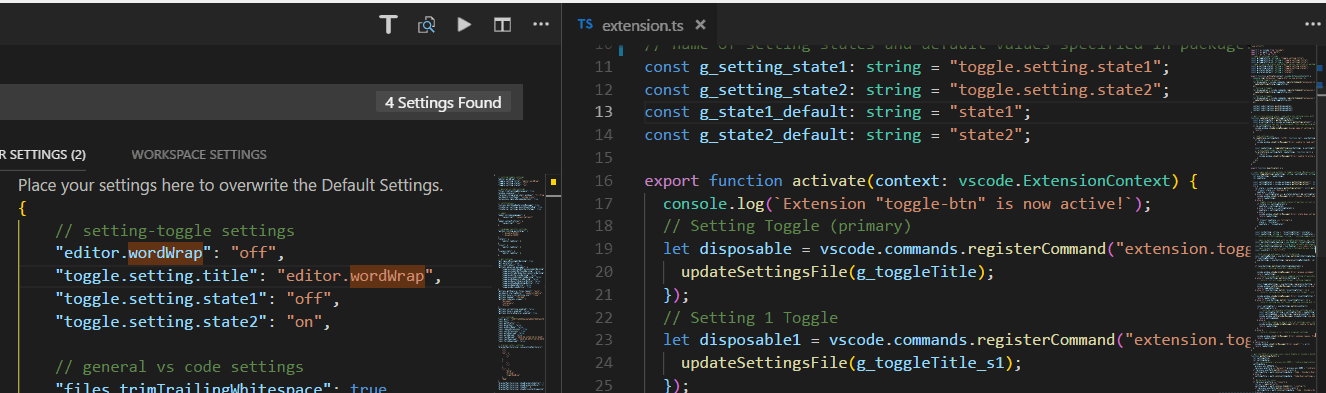 T
4 Settings Found
R SETTINGS (2) WORKSPACE SETTINGS
Place your settings here to overwrite the Default Settings.
{
// setting-toggle settings
"editor.wordWrap": "off",
"toggle.setting.title": "editor.wordWrap",
"toggle.setting.state1": "off",
"toggle.setting.state2": "on",
// general vs code settings
"files.trimTrailingWhitespace": true
TS extension.ts ×
10 // name of setting states and default values specified in package
11 const g_setting_state1: string = "toggle.setting.state1";
12 const g_setting_state2: string = "toggle.setting.state2";
13 const g_state1_default: string = "state1";
14 const g_state2_default: string = "state2";
15
16 export function activate(context: vscode.ExtensionContext) {
17 console.log(`Extension "toggle-btn" is now active!`);
18 // Setting Toggle (primary)
19 let disposable = vscode.commands.registerCommand("extension.togg
20 updateSettingsFile(g_toggleTitle);
21 });
22 // Setting 1 Toggle
23 let disposable1 = vscode.commands.registerCommand("extension.tog
24 updateSettingsFile(g_toggleTitle_s1);
25 });